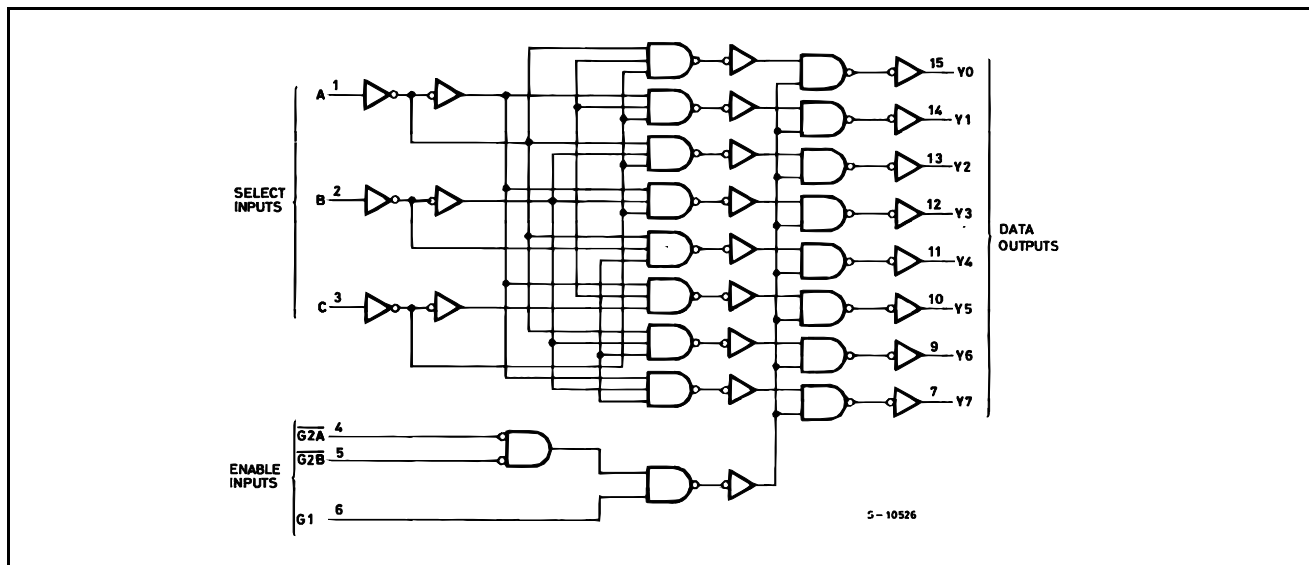 SELECT
INPUTS
A 1
B 2
C 3
ENABLE
INPUTS
G2A 4
G2B 5
G1 6
15 Y0
14 Y1
13 Y2
12 Y3
11 Y4
10 Y5
9 Y6
7 Y7
DATA
OUTPUTS
S-10526